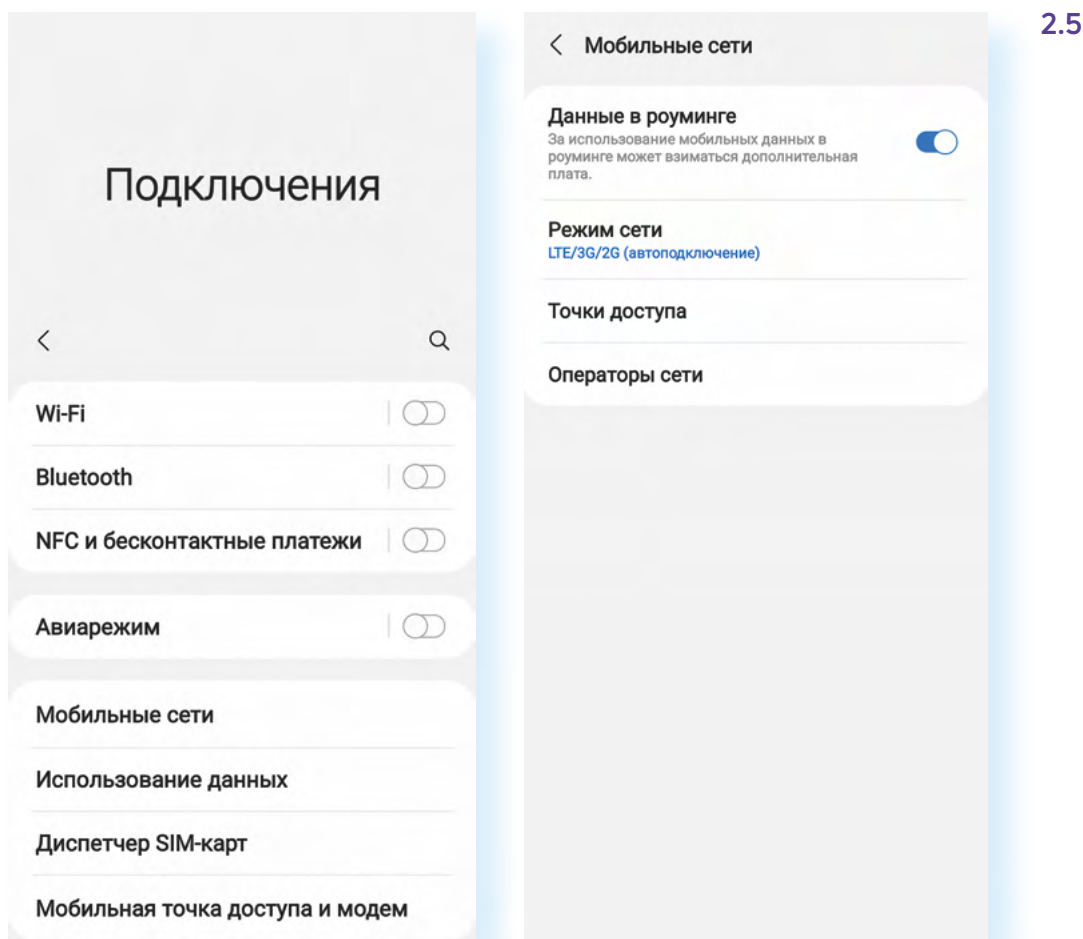 Подключения
Wi-Fi
Bluetooth
NFC и бесконтактные платежи
Авиарежим
Мобильные сети
Использование данных
Диспетчер SIM-карт
Мобильная точка доступа и модем
Мобильные сети
Данные в роуминге
За использование мобильных данных в
роуминге может взиматься дополнительная
плата.
Режим сети
LTE/3G/2G (автоподключение)
Точки доступа
Операторы сети
2.5